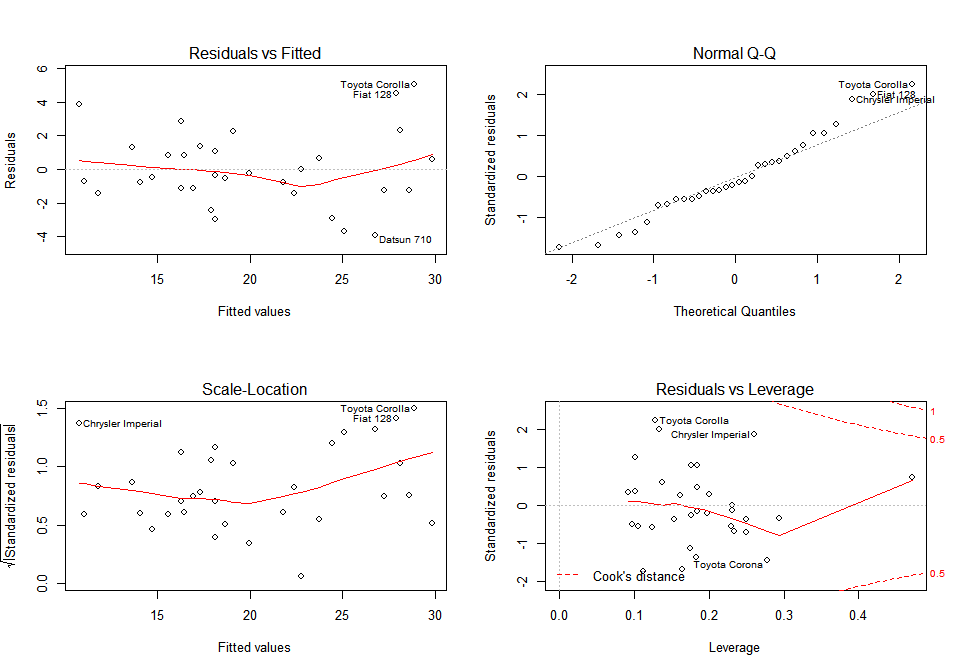 Residuals vs Fitted
Residuals
6
4
2
0
-2
-4
Toyota Corolla
Fiat 128
Datsun 710
15
20
25
30
Fitted values
Normal Q-Q
Standardized residuals
2
1
0
-1
Toyota Corolla
Fiat 128
Chrysler Imperial
-2
-1
0
1
2
Theoretical Quantiles
Scale-Location
√|Standardized residuals|
1.5
1.0
0.5
0.0
Toyota Corolla
Fiat 128
Chrysler Imperial
15
20
25
30
Fitted values
Residuals vs Leverage
Standardized residuals
2
1
0
-1
-2
Toyota Corolla
Chrysler Imperial
Toyota Corona
Cook's distance
1
0.5
0.5
0.0
0.1
0.2
0.3
0.4
Leverage